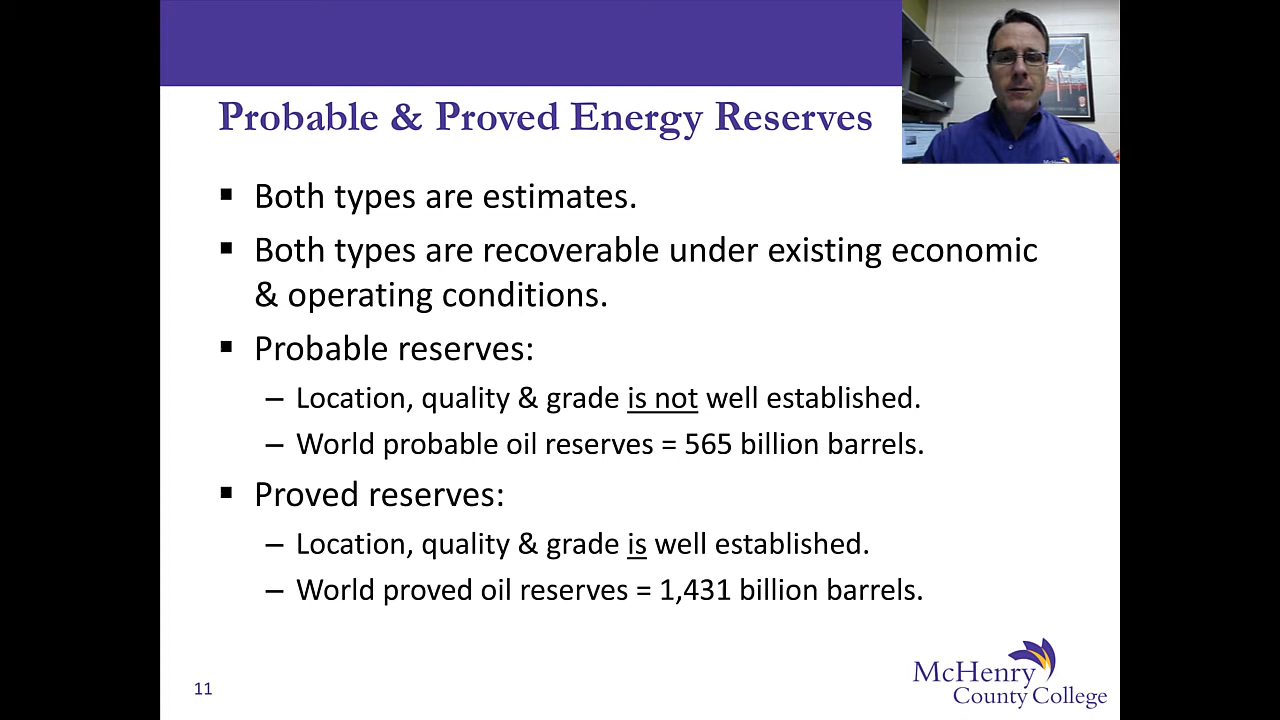 Probable & Proved Energy Reserves
▪ Both types are estimates.
▪ Both types are recoverable under existing economic
& operating conditions.
▪ Probable reserves:
– Location, quality & grade is not well established.
– World probable oil reserves = 565 billion barrels.
▪ Proved reserves:
– Location, quality & grade is well established.
– World proved oil reserves = 1,431 billion barrels.
11
McHenry
County College